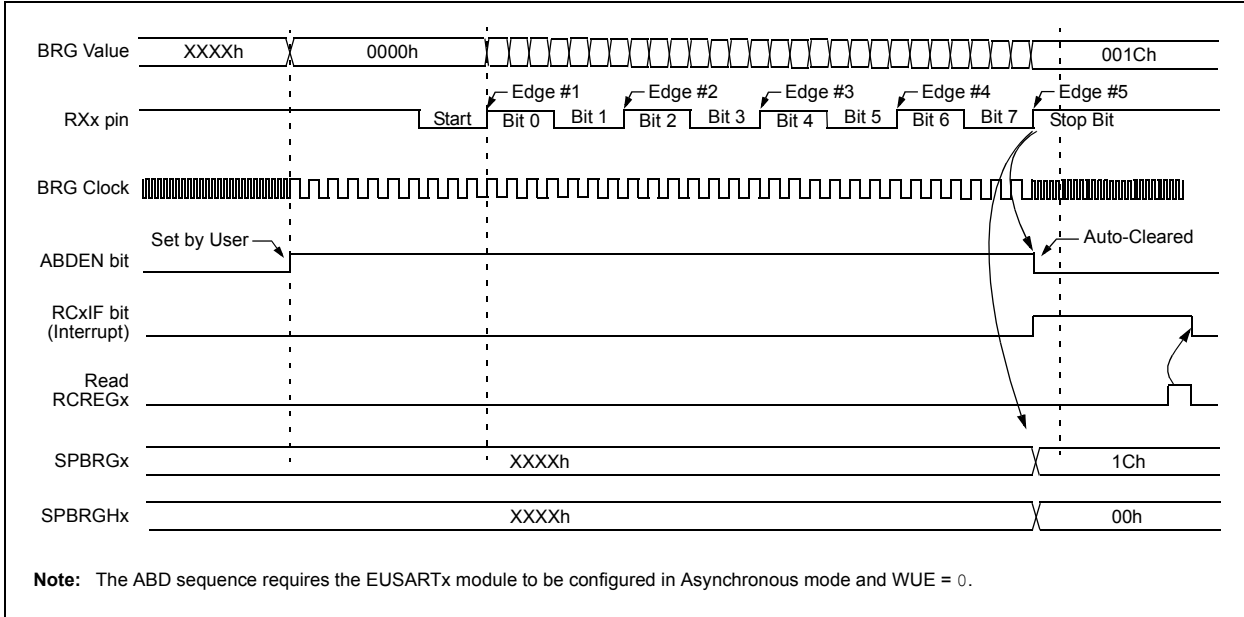 BRG Value XXXXh 0000h 001Ch
Edge #1 Edge #2 Edge #3 Edge #4 Edge #5
RXx pin Start Bit 0 Bit 1 Bit 2 Bit 3 Bit 4 Bit 5 Bit 6 Bit 7 Stop Bit
BRG Clock
Set by User Auto-Cleared
ABDEN bit
RCxIF bit
(Interrupt)
Read
RCREGx
SPBRGx XXXXh 1Ch
SPBRGHx XXXXh 00h
Note: The ABD sequence requires the EUSARTx module to be configured in Asynchronous mode and WUE = 0.